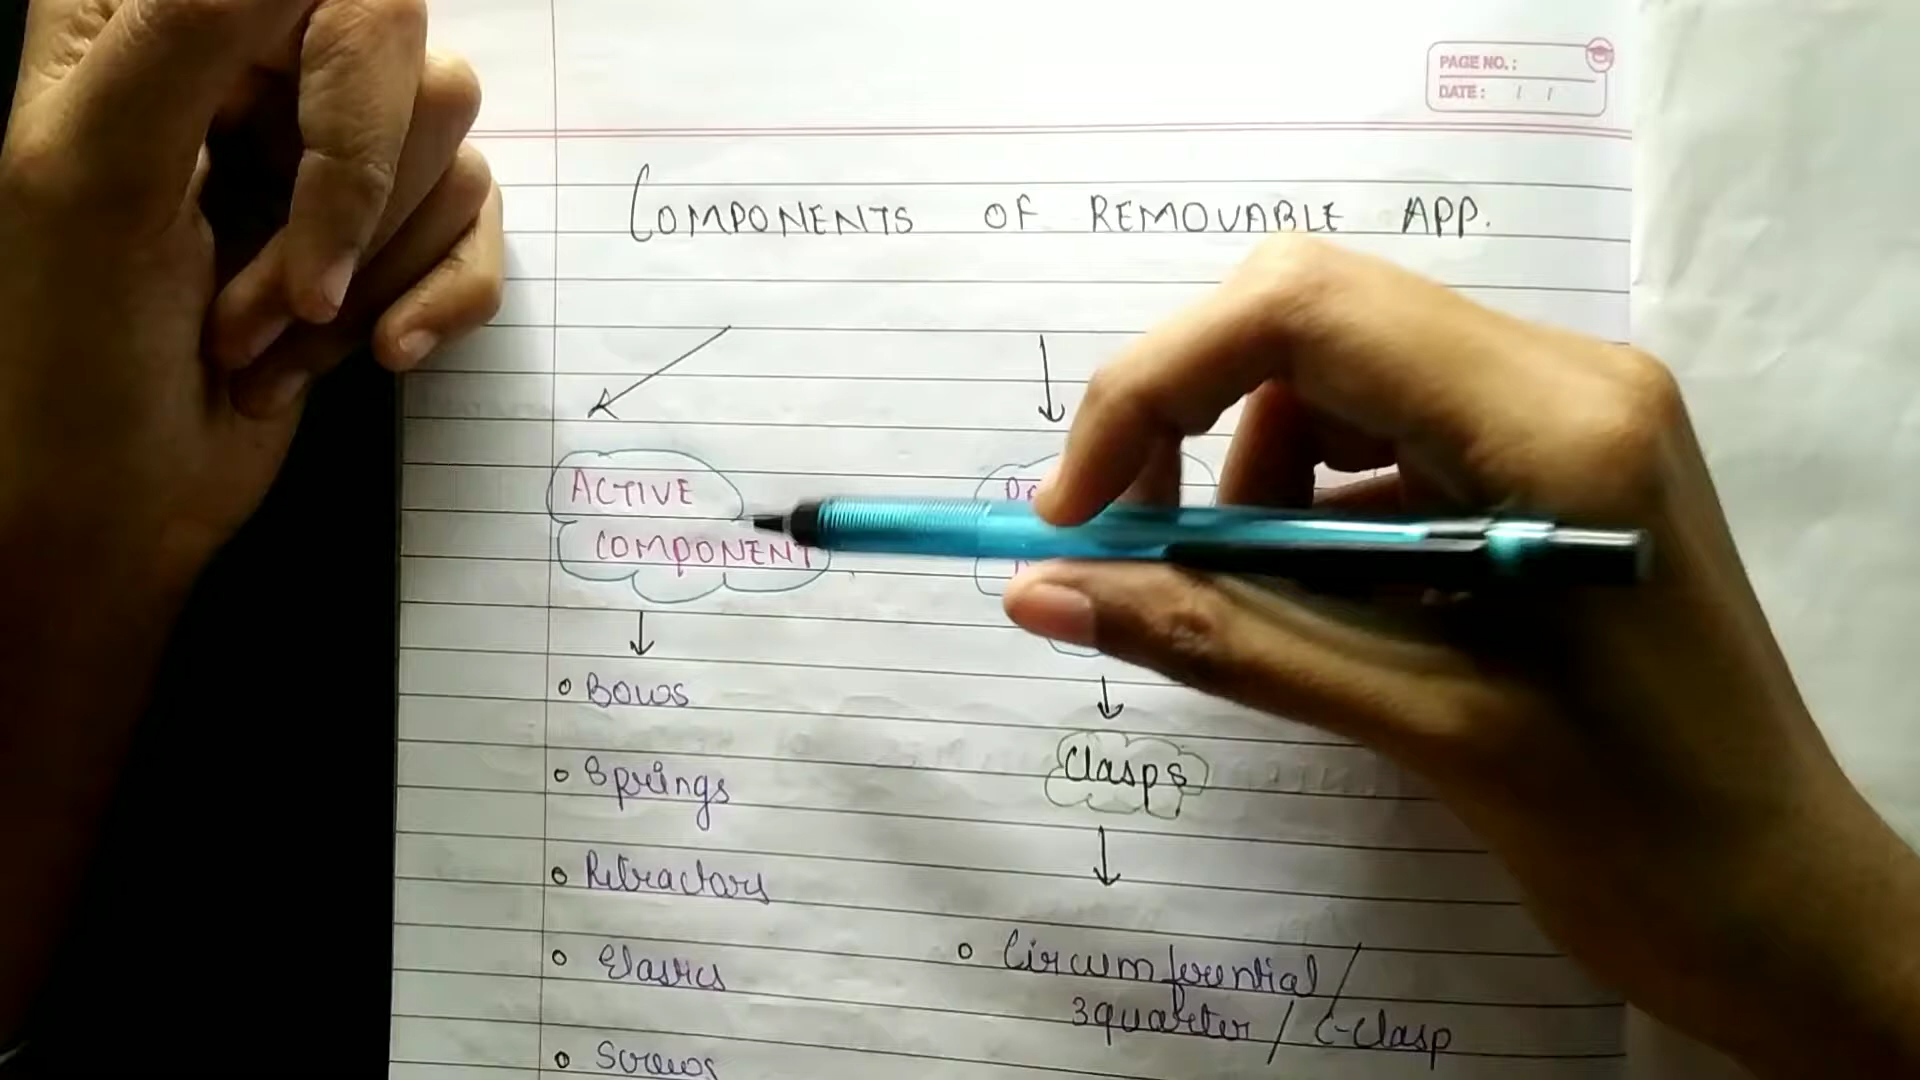 PAGE NO.:
DATE: / /
COMPONENTS OF REMOVABLE APP.
ACTIVE
COMPONENT
Bows
Springs
Retractors
Elastics
Screws
Clasps
Circumferential /
3quarter / C-Clasp